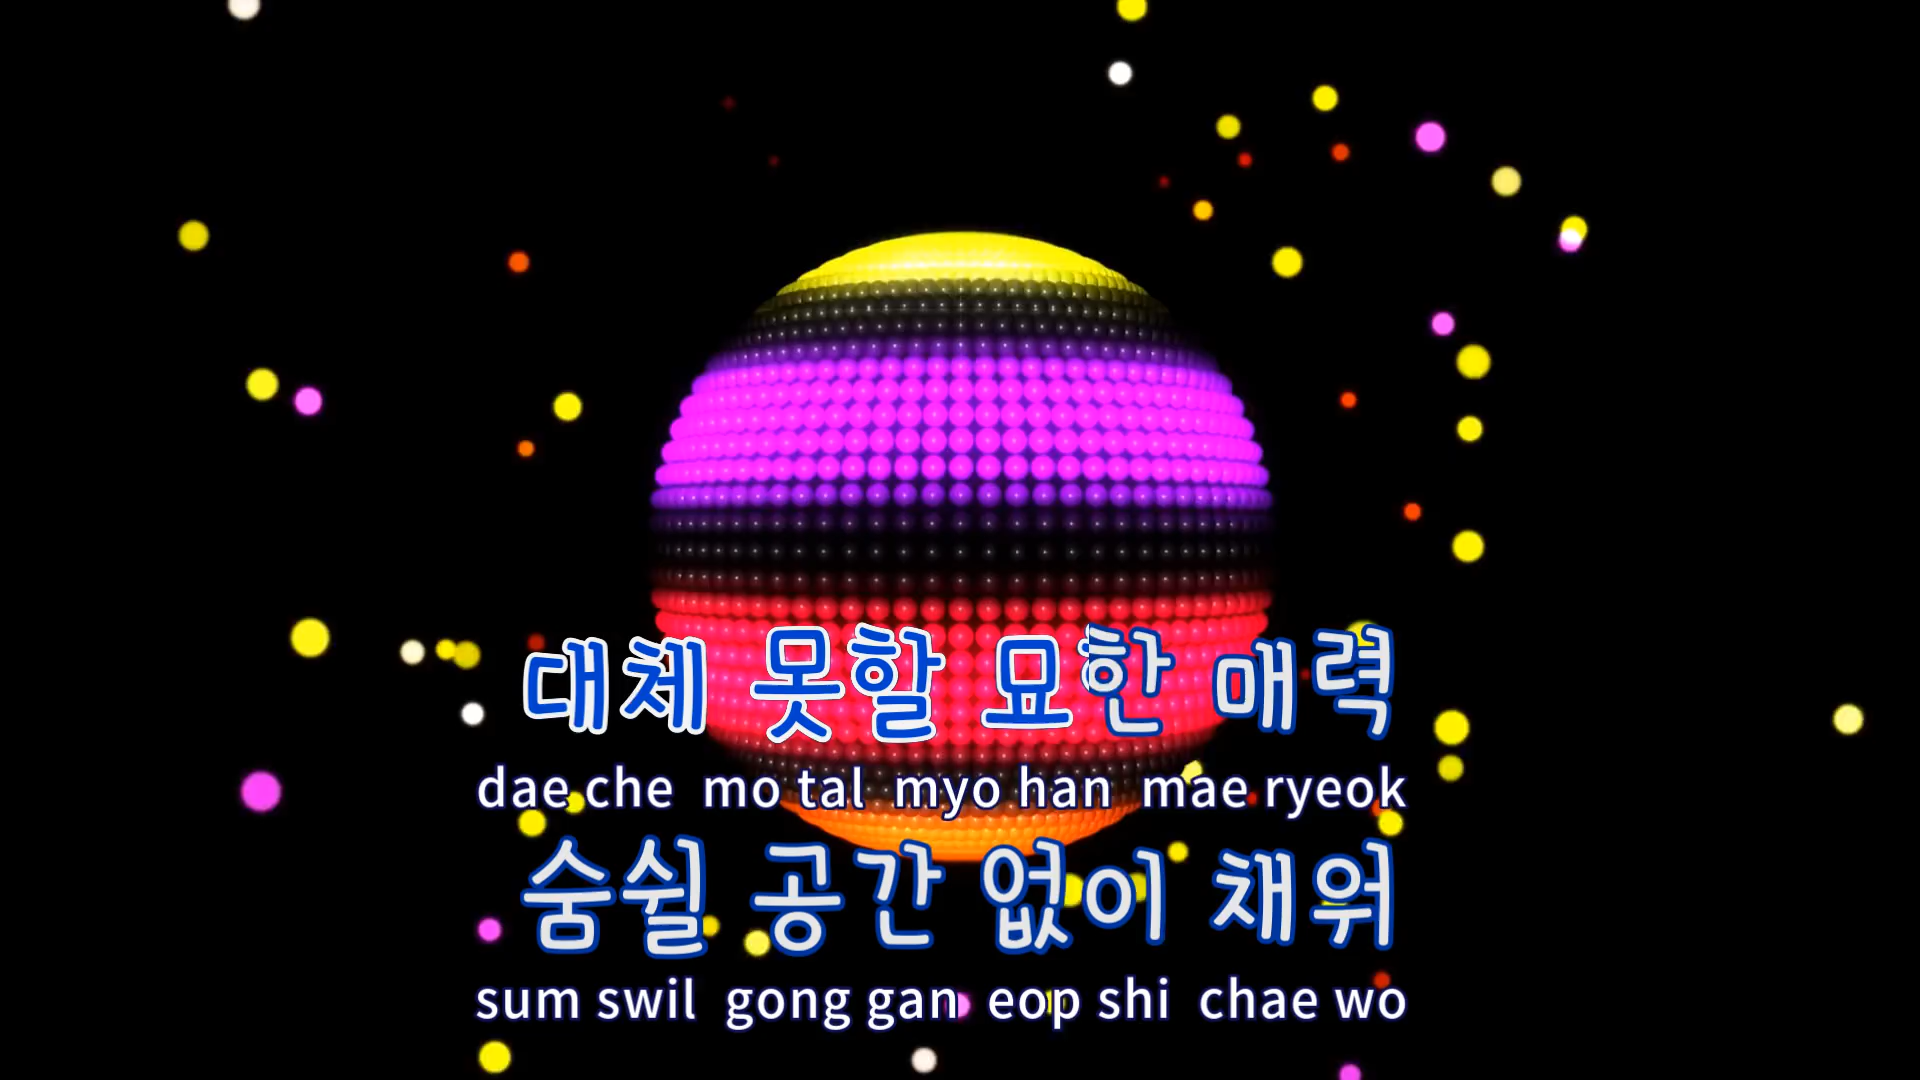 대체 못할 묘한 매력
dae che mo tal myo han mae ryeok
숨쉴 공간 없이 채워
sum swil gong gan eop shi chae wo